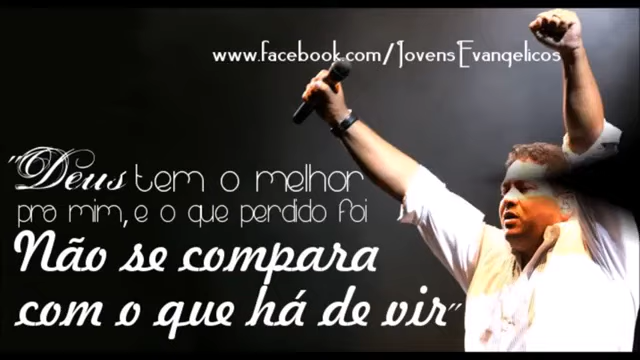 www.facebook.com/JovensEvangelicos
"Deus tem o melhor
pra mim, e o que perdido foi
Não se compara
com o que há de vir"